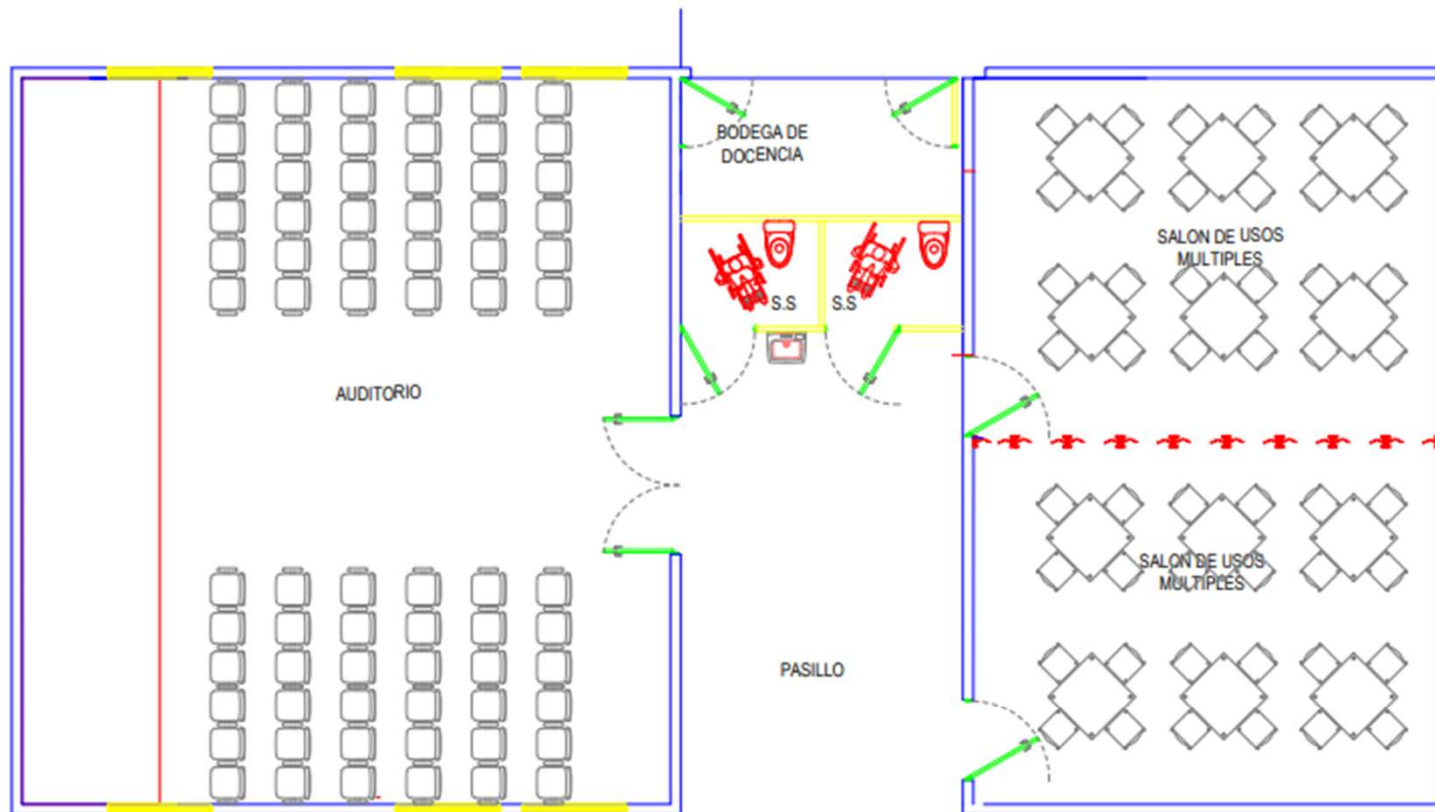 BODEGA DE
DOCENCIA
SALON DE USOS
MULTIPLES
S.S
S.S
AUDITORIO
SALON DE USOS
MULTIPLES
PASILLO